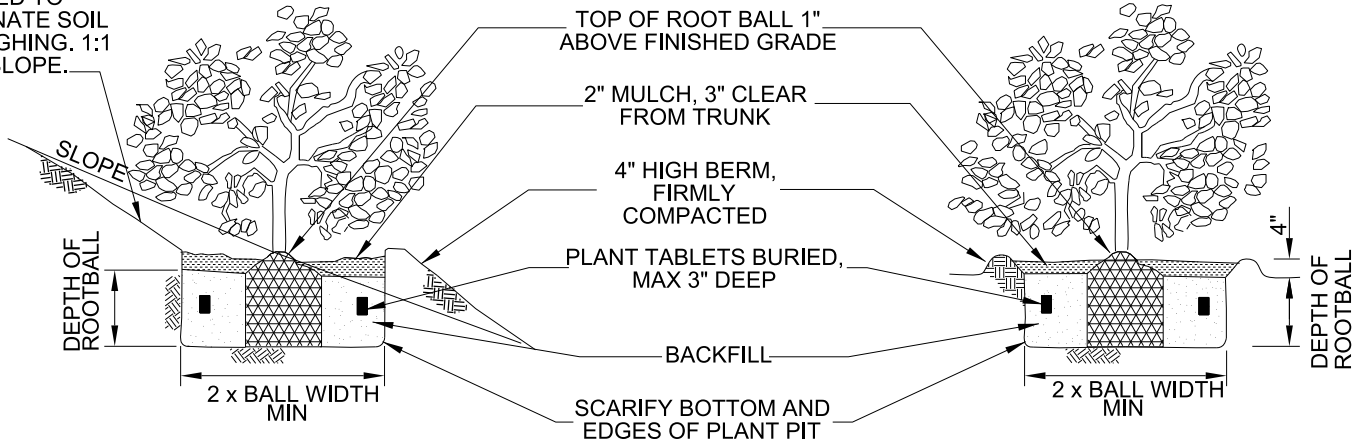 TO
NATE SOIL
GHING. 1:1
SLOPE.
SLOPE
DEPTH OF
ROOTBALL
2 x BALL WIDTH
MIN
TOP OF ROOT BALL 1"
ABOVE FINISHED GRADE
2" MULCH, 3" CLEAR
FROM TRUNK
4" HIGH BERM,
FIRMLY
COMPACTED
PLANT TABLETS BURIED,
MAX 3" DEEP
BACKFILL
SCARIFY BOTTOM AND
EDGES OF PLANT PIT
4"
DEPTH OF
ROOTBALL
2 x BALL WIDTH
MIN